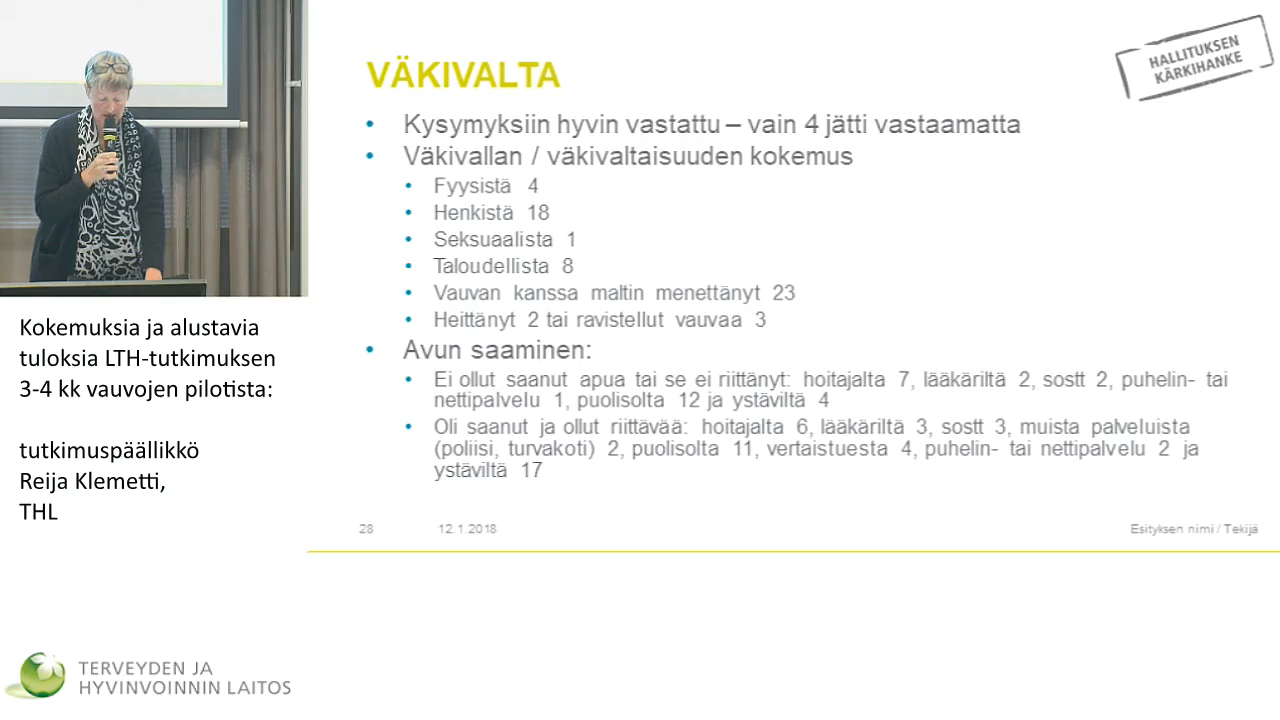 VÄKIVALTA
HALLITUKSEN
KÄRKIHANKE
• Kysymyksiin hyvin vastattu – vain 4 jätti vastaamatta
• Väkivallan / väkivaltaisuuden kokemus
• Fyysistä 4
• Henkistä 18
• Seksuaalista 1
• Taloudellista 8
• Vauvan kanssa maltin menettänyt 23
• Heittänyt 2 tai ravistellut vauvaa 3
• Avun saaminen:
• Ei ollut saanut apua tai se ei riittänyt: hoitajalta 7, lääkäriltä 2, sostt 2, puhelin- tai
nettipalvelu 1, puolisolta 12 ja ystäviltä 4
• Oli saanut ja ollut riittävää: hoitajalta 6, lääkäriltä 3, sostt 3, muista palveluista
(poliisi, turvakoti) 2, puolisolta 11, vertaistuesta 4, puhelin- tai nettipalvelu 2 ja
ystäviltä 17
28 12.1.2018 Esityksen nimi / Tekijä
Kokemuksia ja alustavia
tuloksia LTH-tutkimuksen
3-4 kk vauvojen pilotista:
tutkimuspäällikkö
Reija Klemetti,
THL
TERVEYDEN JA
HYVINVOINNIN LAITOS